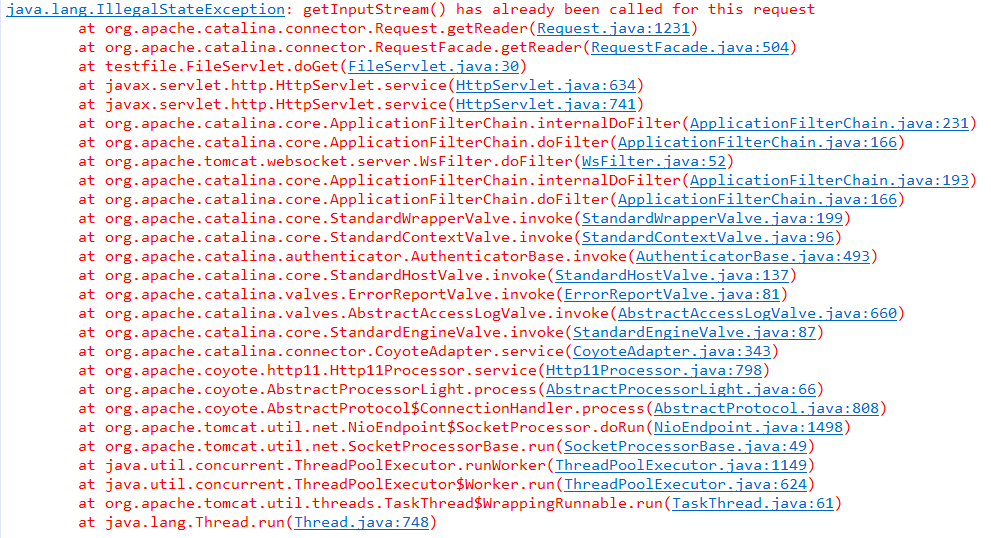 java.lang.IllegalStateException: getInputStream() has already been called for this request
at org.apache.catalina.connector.Request.getReader(Request.java:1231)
at org.apache.catalina.connector.RequestFacade.getReader(RequestFacade.java:504)
at testfile.FileServlet.doGet(FileServlet.java:30)
at javax.servlet.http.HttpServlet.service(HttpServlet.java:634)
at javax.servlet.http.HttpServlet.service(HttpServlet.java:741)
at org.apache.catalina.core.ApplicationFilterChain.internalDoFilter(ApplicationFilterChain.java:231)
at org.apache.catalina.core.ApplicationFilterChain.doFilter(ApplicationFilterChain.java:166)
at org.apache.tomcat.websocket.server.WsFilter.doFilter(WsFilter.java:52)
at org.apache.catalina.core.ApplicationFilterChain.internalDoFilter(ApplicationFilterChain.java:193)
at org.apache.catalina.core.ApplicationFilterChain.doFilter(ApplicationFilterChain.java:166)
at org.apache.catalina.core.StandardWrapperValve.invoke(StandardWrapperValve.java:199)
at org.apache.catalina.core.StandardContextValve.invoke(StandardContextValve.java:96)
at org.apache.catalina.authenticator.AuthenticatorBase.invoke(AuthenticatorBase.java:493)
at org.apache.catalina.core.StandardHostValve.invoke(StandardHostValve.java:137)
at org.apache.catalina.valves.ErrorReportValve.invoke(ErrorReportValve.java:81)
at org.apache.catalina.valves.AbstractAccessLogValve.invoke(AbstractAccessLogValve.java:660)
at org.apache.catalina.core.StandardEngineValve.invoke(StandardEngineValve.java:87)
at org.apache.catalina.connector.CoyoteAdapter.service(CoyoteAdapter.java:343)
at org.apache.coyote.http11.Http11Processor.service(Http11Processor.java:798)
at org.apache.coyote.AbstractProcessorLight.process(AbstractProcessorLight.java:66)
at org.apache.coyote.AbstractProtocol$ConnectionHandler.process(AbstractProtocol.java:808)
at org.apache.tomcat.util.net.NioEndpoint$SocketProcessor.doRun(NioEndpoint.java:1498)
at org.apache.tomcat.util.net.SocketProcessorBase.run(SocketProcessorBase.java:49)
at java.util.concurrent.ThreadPoolExecutor.runWorker(ThreadPoolExecutor.java:1149)
at java.util.concurrent.ThreadPoolExecutor$Worker.run(ThreadPoolExecutor.java:624)
at org.apache.tomcat.util.threads.TaskThread$WrappingRunnable.run(TaskThread.java:61)
at java.lang.Thread.run(Thread.java:748)